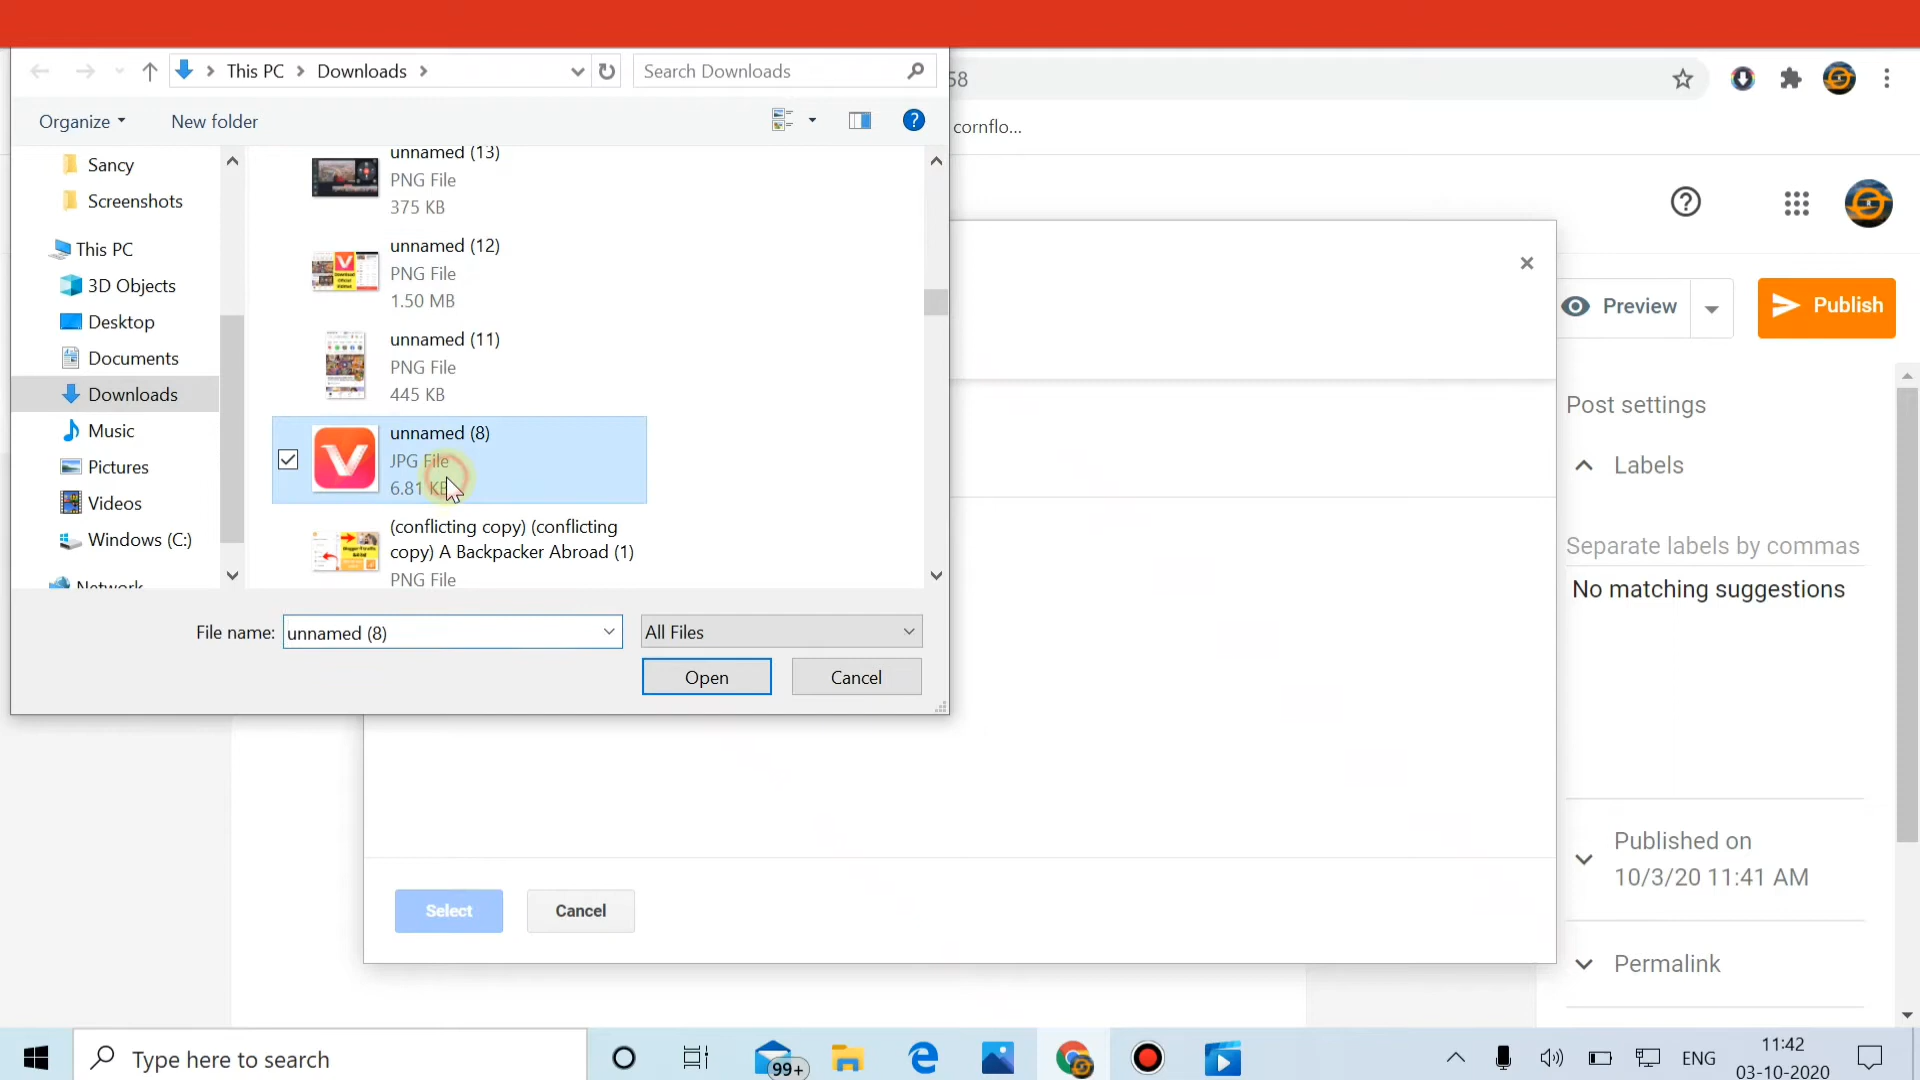 This PC
Downloads
Search Downloads
58
Organize
New folder
cornflo...
Sancy
Screenshots
This PC
3D Objects
Desktop
Documents
Downloads
Music
Pictures
Videos
Windows (C:)
Network
unnamed (13)
PNG File
375 KB
unnamed (12)
PNG File
1.50 MB
unnamed (11)
PNG File
445 KB
unnamed (8)
JPG File
6.81 KB
(conflicting copy) (conflicting
copy) A Backpacker Abroad (1)
PNG File
File name:
unnamed (8)
All Files
Open
Cancel
Preview
Publish
Post settings
Labels
Separate labels by commas
No matching suggestions
Published on
10/3/20 11:41 AM
Permalink
Select
Cancel
Type here to search
99+
ENG
11:42
03-10-2020